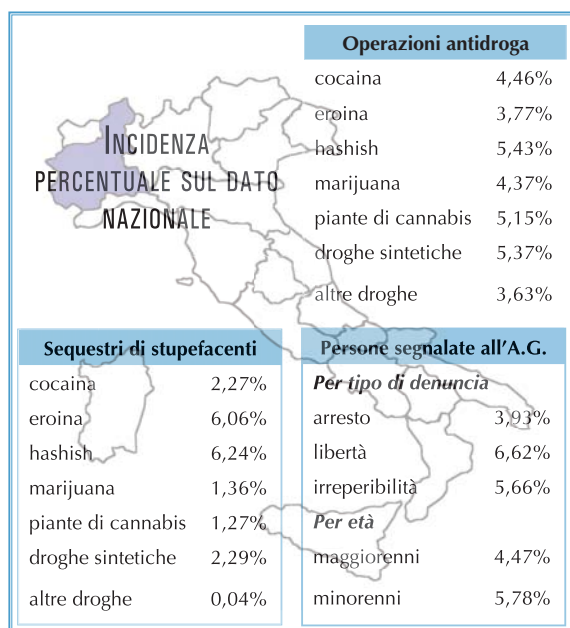 Operazioni antidroga
cocaina 4,46%
eroina 3,77%
hashish 5,43%
marijuana 4,37%
piante di cannabis 5,15%
droghe sintetiche 5,37%
altre droghe 3,63%
INCIDENZA
PERCENTUALE SUL DATO
NAZIONALE
Sequestri di stupefacenti
cocaina 2,27%
eroina 6,06%
hashish 6,24%
marijuana 1,36%
piante di cannabis 1,27%
droghe sintetiche 2,29%
altre droghe 0,04%
Persone segnalate all'A.G.
Per tipo di denuncia
arresto 3,93%
libertà 6,62%
irreperibilità 5,66%
Per età
maggiorenni 4,47%
minorenni 5,78%